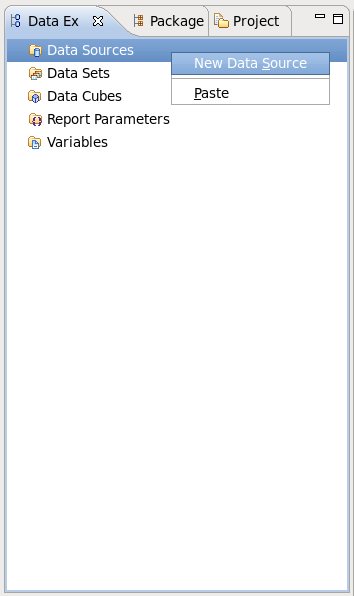 Data Ex Package Project
Data Sources
New Data Source
Data Sets
Paste
Data Cubes
Report Parameters
Variables